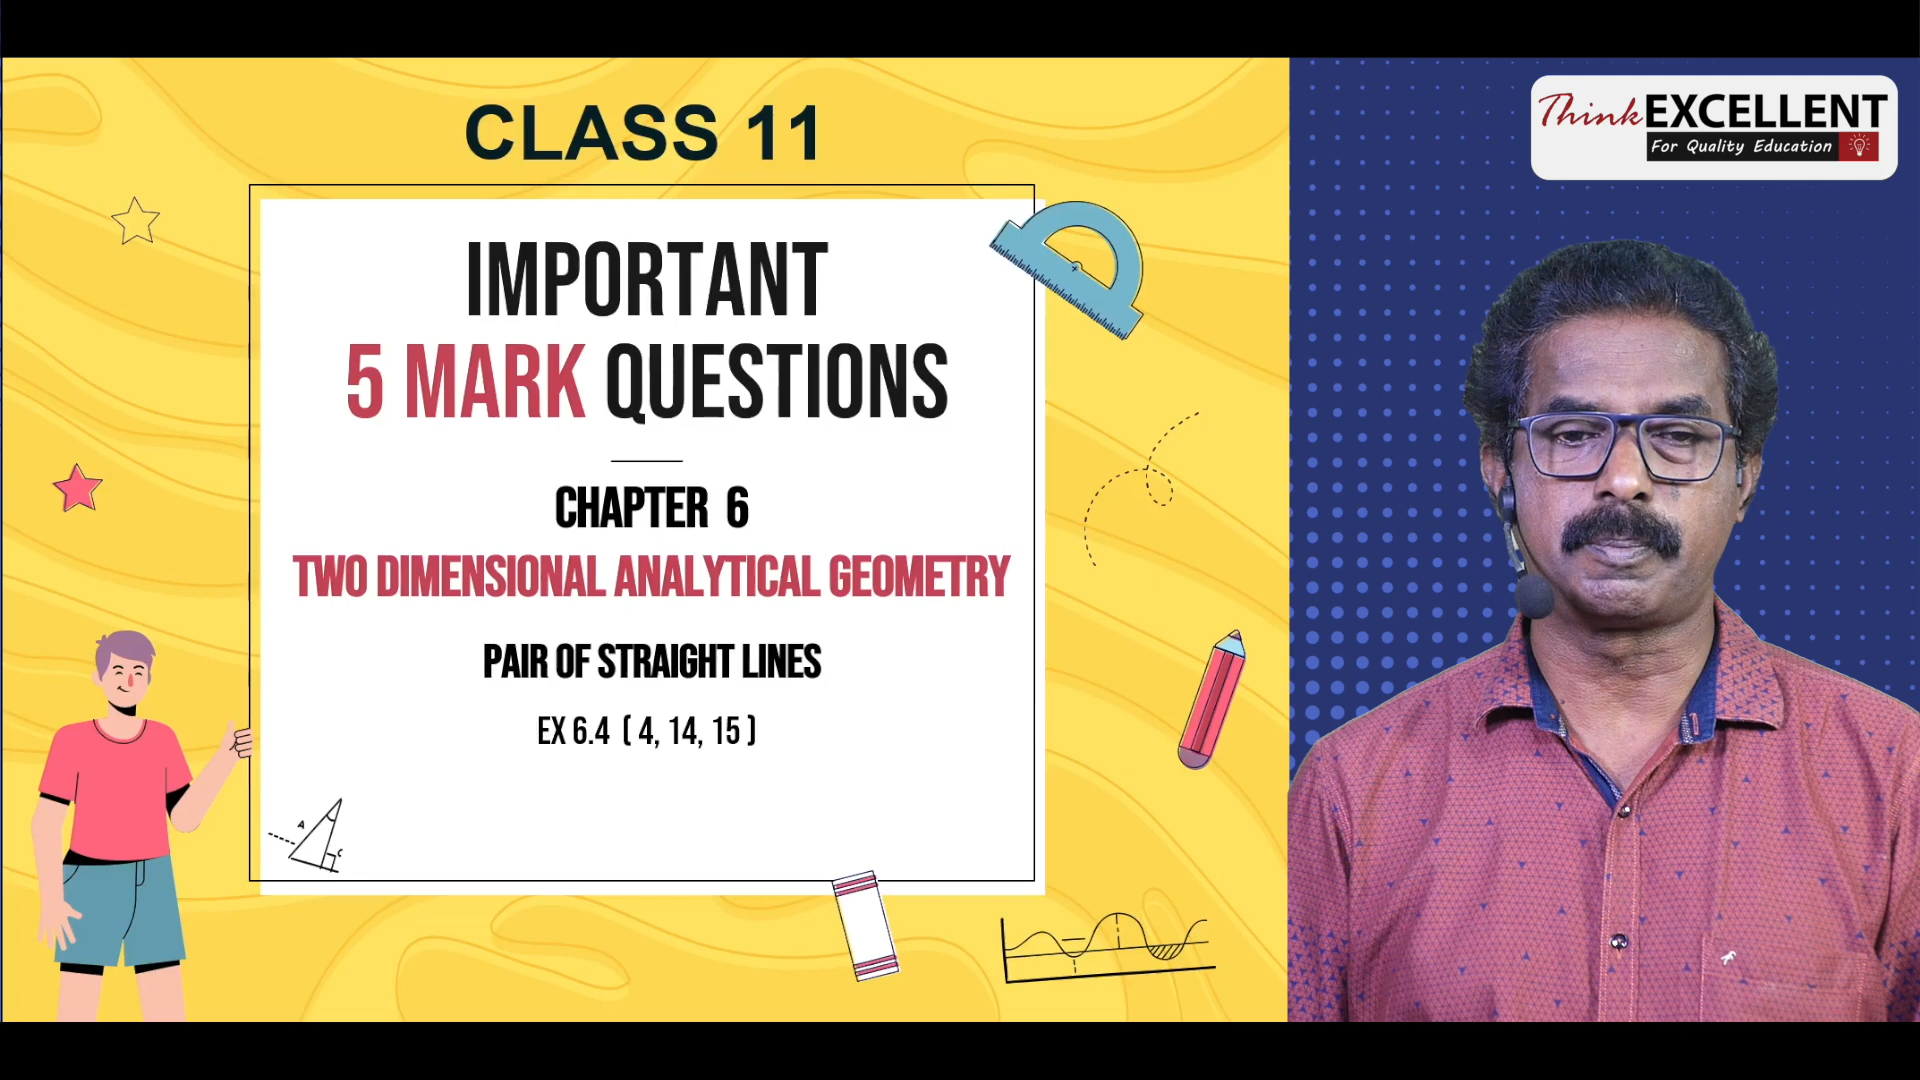 CLASS 11
Think EXCELLENT
For Quality Education
IMPORTANT
5 MARK QUESTIONS
CHAPTER 6
TWO DIMENSIONAL ANALYTICAL GEOMETRY
PAIR OF STRAIGHT LINES
EX 6.4 ( 4, 14, 15 )
A
C